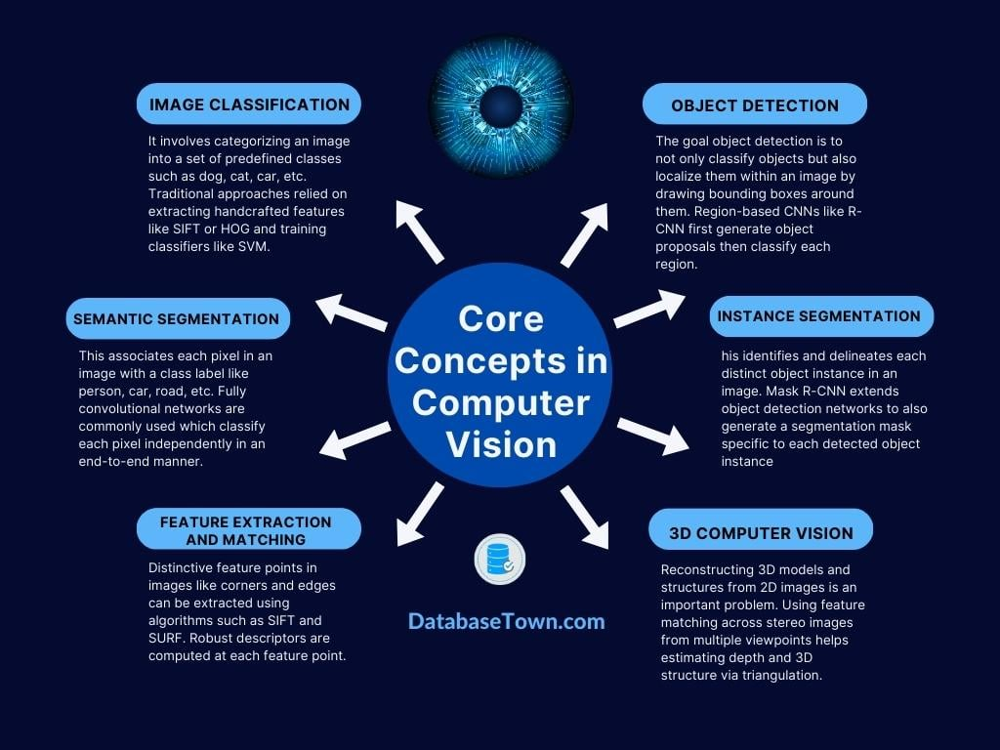 IMAGE CLASSIFICATION
It involves categorizing an image
into a set of predefined classes
such as dog, cat, car, etc.
Traditional approaches relied on
extracting handcrafted features
like SIFT or HOG and training
classifiers like SVM.
OBJECT DETECTION
The goal object detection is to
not only classify objects but also
localize them within an image by
drawing bounding boxes around
them. Region-based CNNs like R-
CNN first generate object
proposals then classify each
region.
SEMANTIC SEGMENTATION
This associates each pixel in an
image with a class label like
person, car, road, etc. Fully
convolutional networks are
commonly used which classify
each pixel independently in an
end-to-end manner.
Core
Concepts in
Computer
Vision
INSTANCE SEGMENTATION
his identifies and delineates each
distinct object instance in an
image. Mask R-CNN extends
object detection networks to also
generate a segmentation mask
specific to each detected object
instance
FEATURE EXTRACTION
AND MATCHING
Distinctive feature points in
images like corners and edges
can be extracted using
algorithms such as SIFT and
SURF. Robust descriptors are
computed at each feature point.
DatabaseTown.com
3D COMPUTER VISION
Reconstructing 3D models and
structures from 2D images is an
important problem. Using feature
matching across stereo images
from multiple viewpoints helps
estimating depth and 3D
structure via triangulation.